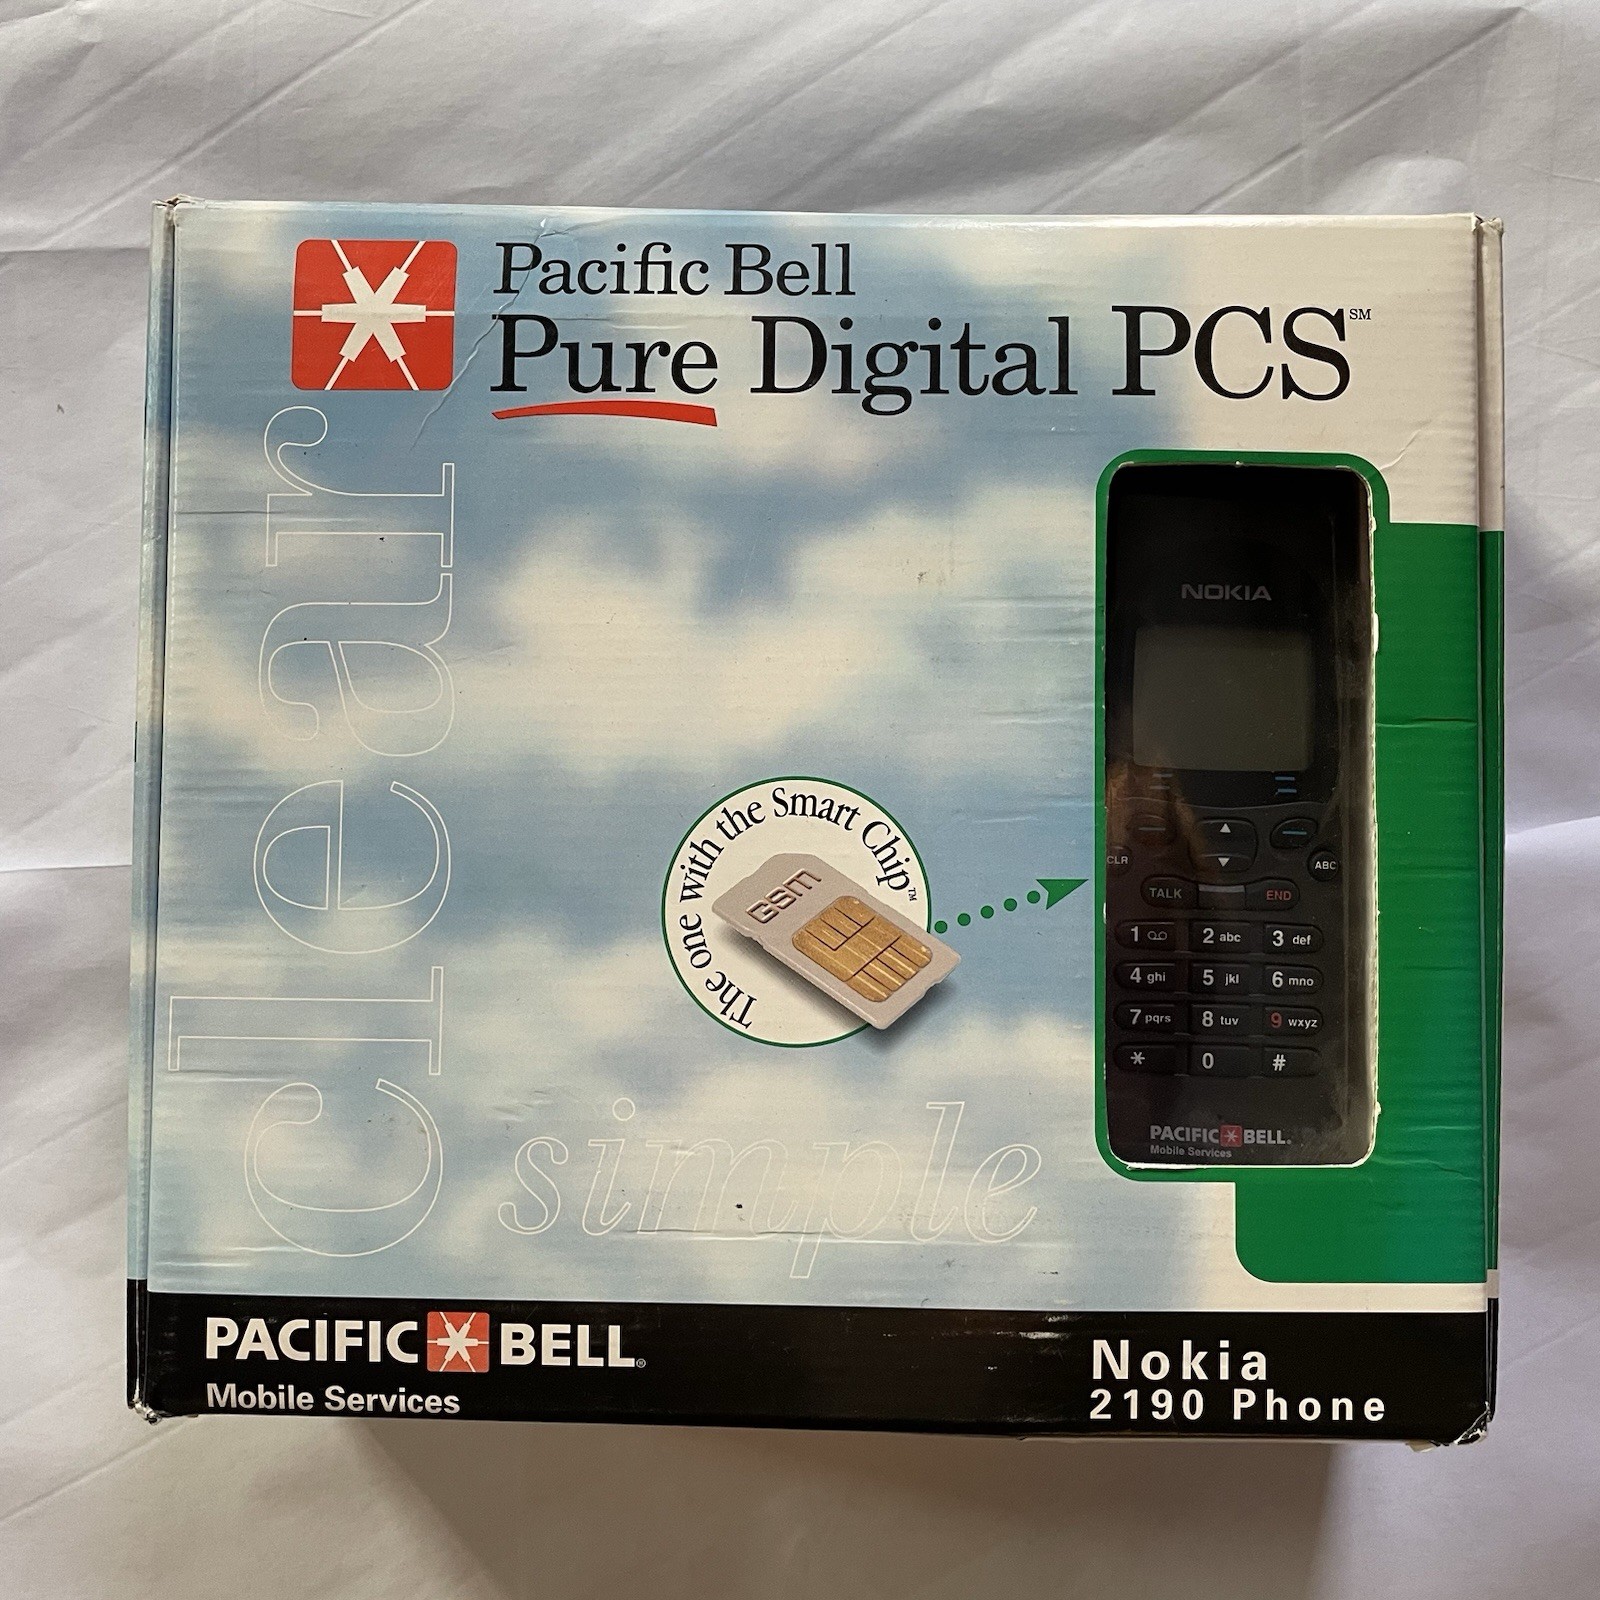 Pacific Bell
Pure Digital PCS℠
clear
simple
The one with the Smart Chip™
GSM
NOKIA
CLR
ABC
TALK
END
1
2 abc
3 def
4 ghi
5 jkl
6 mno
7 pqrs
8 tuv
9 wxyz
*
0
#
PACIFIC BELL.
Mobile Services
PACIFIC BELL®
Mobile Services
Nokia
2190 Phone